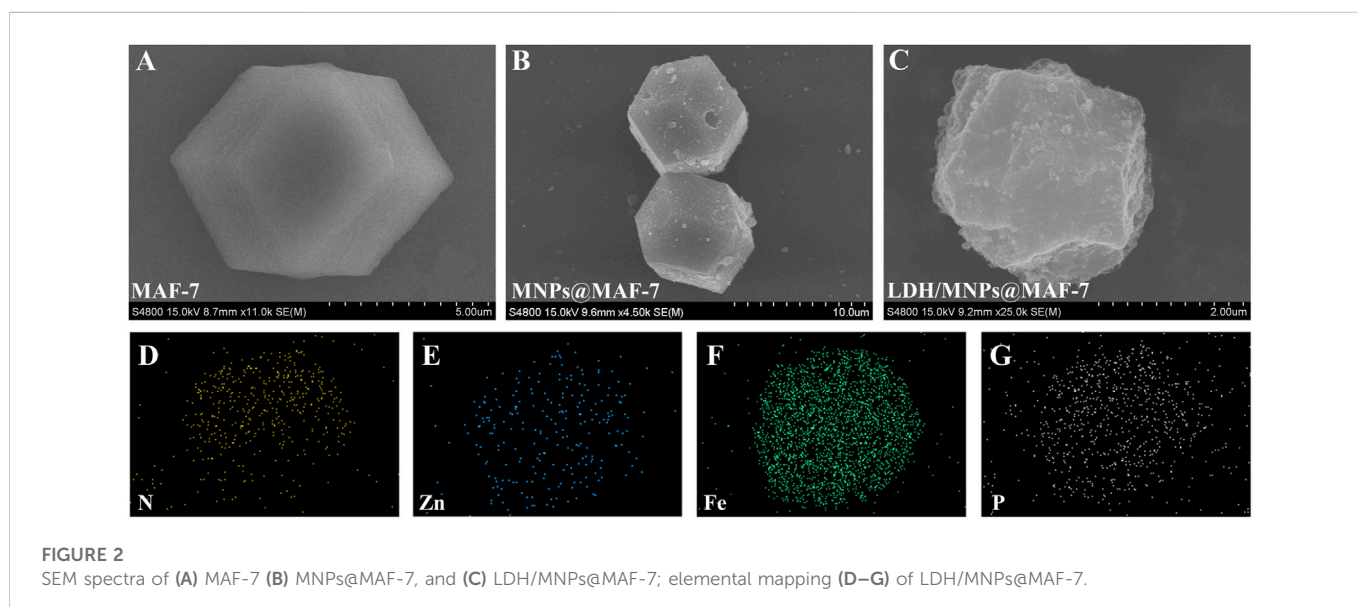 A
B
C
MAF-7
MNPs@MAF-7
LDH/MNPs@MAF-7
S4800 15.0kV 8.7mm x11.0k SE(M) 5.00um
S4800 15.0kV 9.6mm x4.50k SE(M) 10.0um
S4800 15.0kV 9.2mm x25.0k SE(M) 2.00um
D
E
F
G
N
Zn
Fe
P
FIGURE 2
SEM spectra of (A) MAF-7 (B) MNPs@MAF-7, and (C) LDH/MNPs@MAF-7; elemental mapping (D–G) of LDH/MNPs@MAF-7.